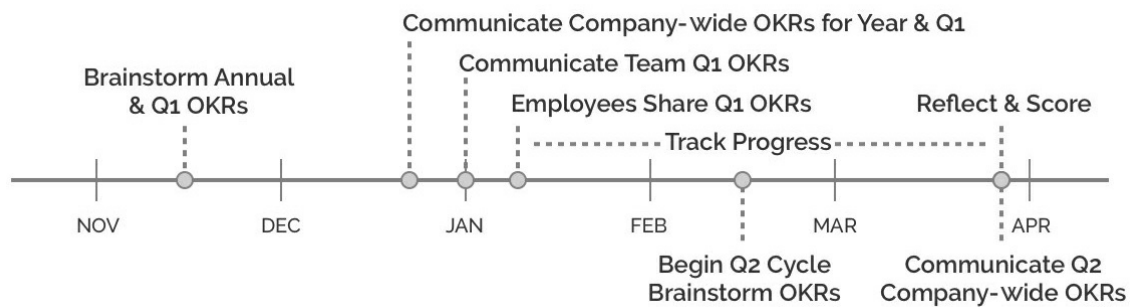 Communicate Company-wide OKRs for Year & Q1
Communicate Team Q1 OKRs
Brainstorm Annual
& Q1 OKRs
Employees Share Q1 OKRs
Reflect & Score
Track Progress
NOV
DEC
JAN
FEB
MAR
APR
Begin Q2 Cycle
Brainstorm OKRs
Communicate Q2
Company-wide OKRs